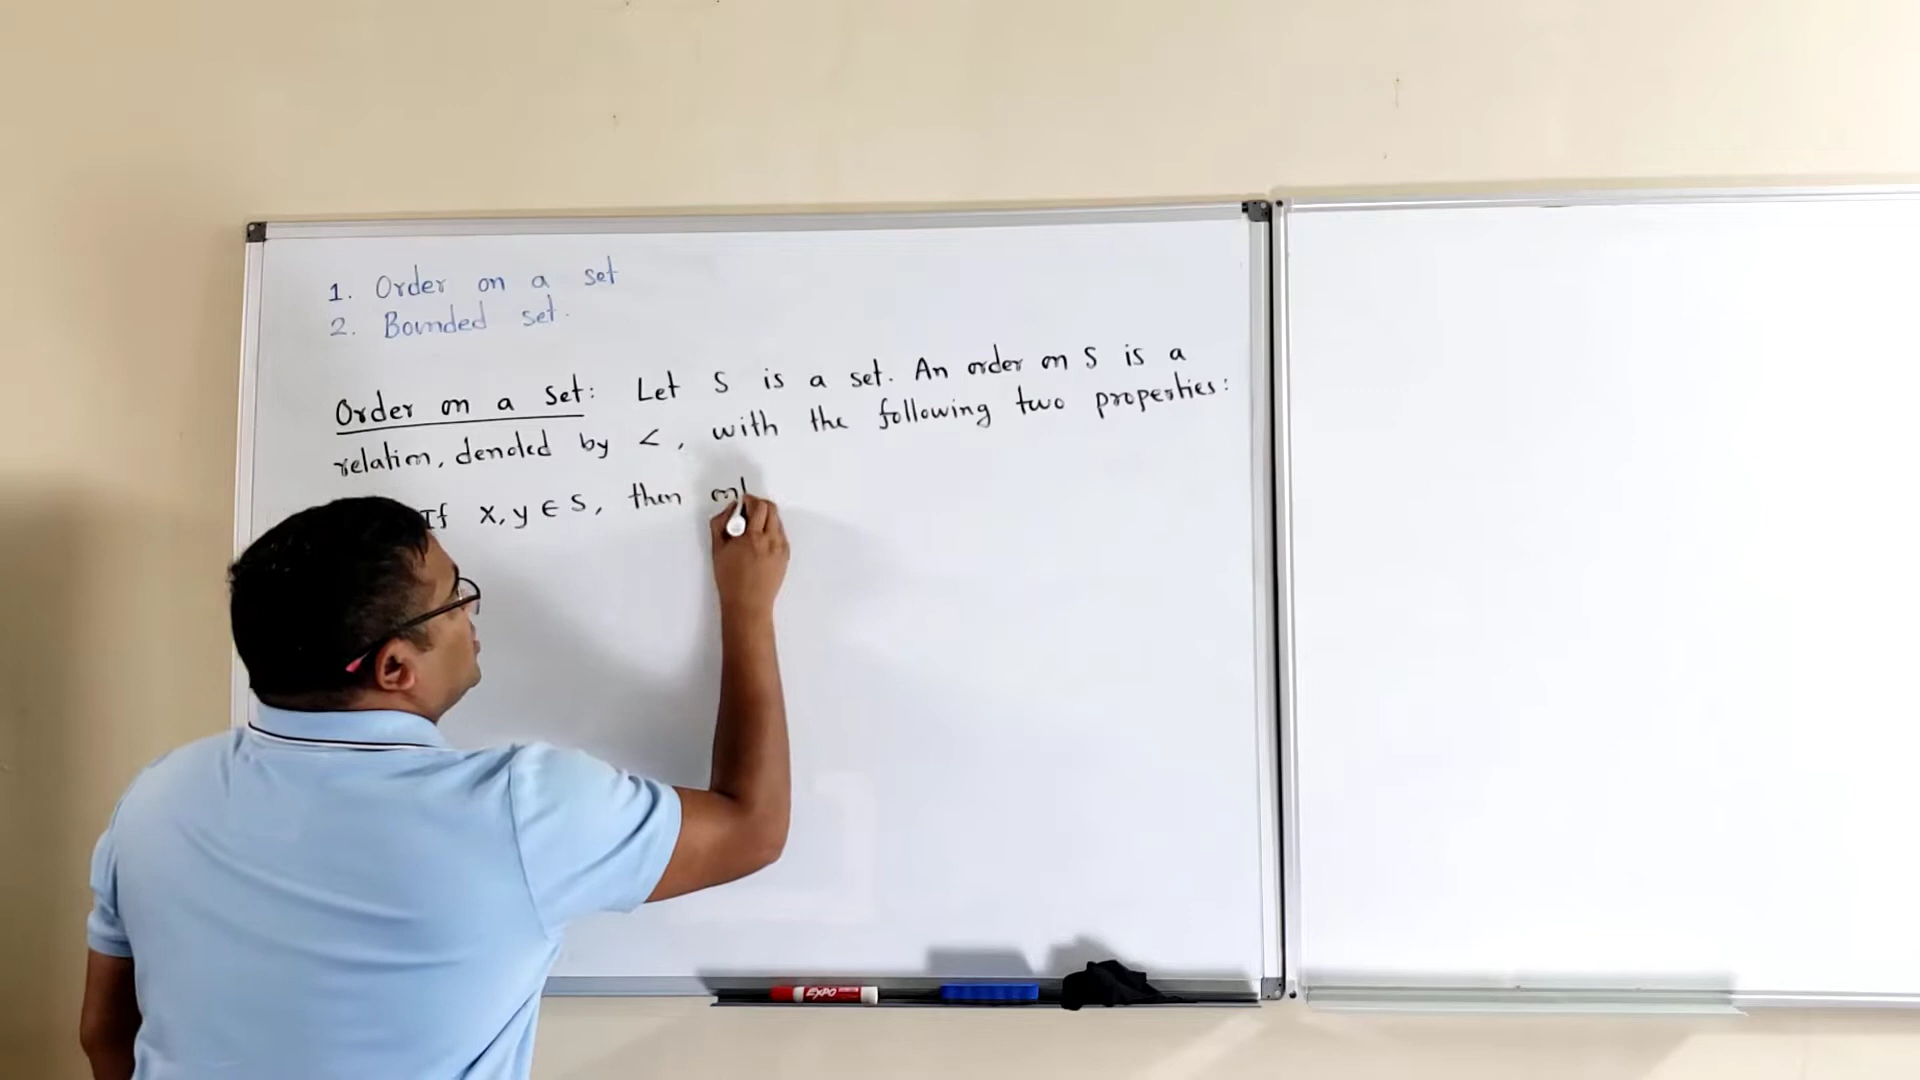 1. Order on a set
2. Bounded set.
Order on a Set: Let S is a set. An order on S is a
relation, denoted by <, with the following two properties:
If x, y ∈ S, then
EXPO